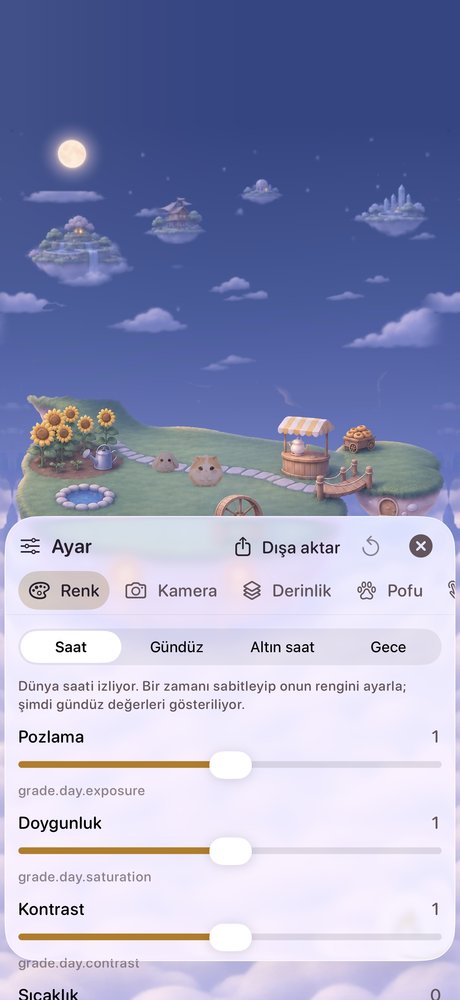 Ayar
Dışa aktar
Renk
Kamera
Derinlik
Pofu
Saat
Gündüz
Altın saat
Gece
Dünya saati izliyor. Bir zamanı sabitleyip onun rengini ayarla;
şimdi gündüz değerleri gösteriliyor.
Pozlama 1
grade.day.exposure
Doygunluk 1
grade.day.saturation
Kontrast 1
grade.day.contrast
Sıcaklık 0